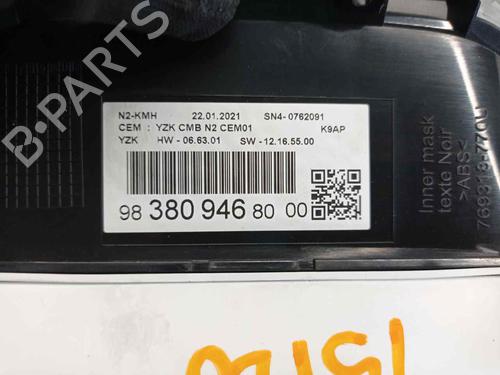 N2-KMH 22.01.2021 SN4-0762091
CEM : YZK CMB N2 CEM01 K9AP
YZK HW - 06.63.01 SW - 12.16.55.00
98 380 946 80 00
Inner mask
texte Noir
>ABS<
B-PARTS